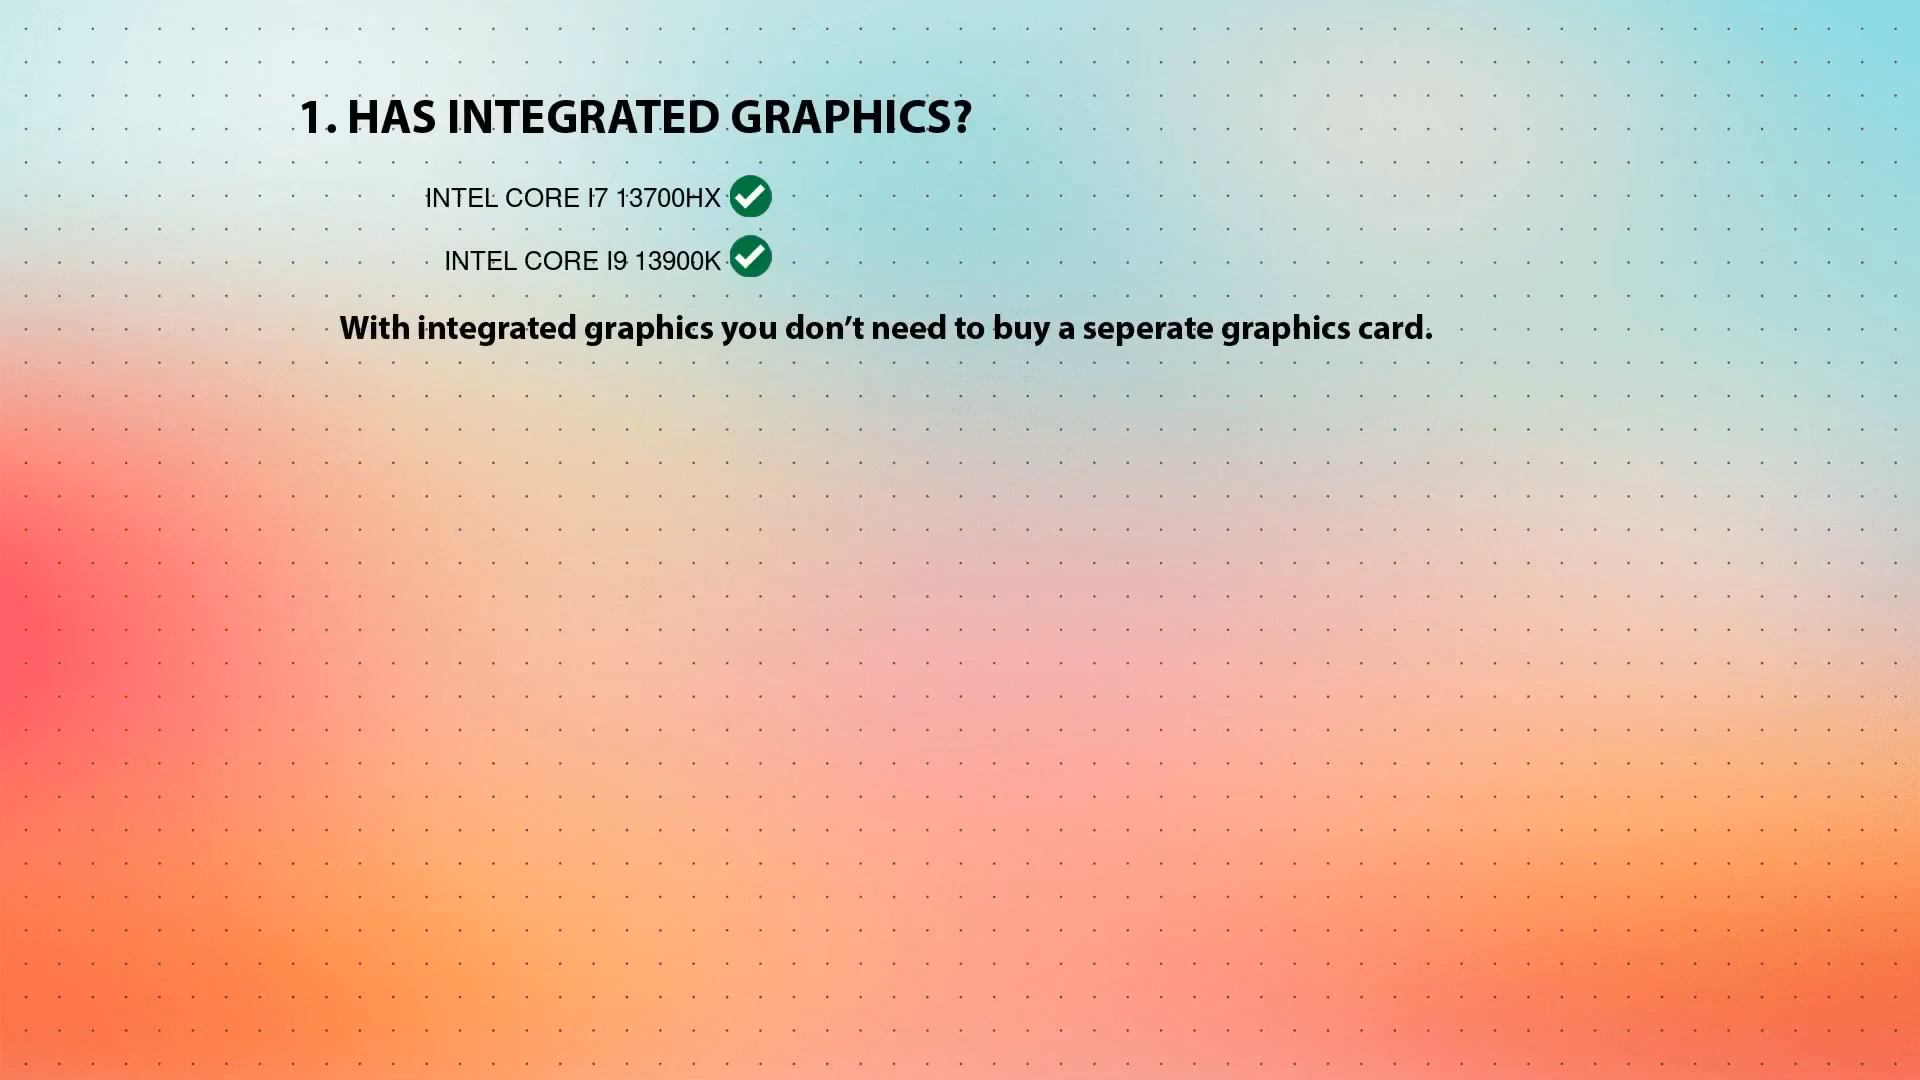 1. HAS INTEGRATED GRAPHICS?
INTEL CORE I7 13700HX
INTEL CORE I9 13900K
With integrated graphics you don’t need to buy a seperate graphics card.